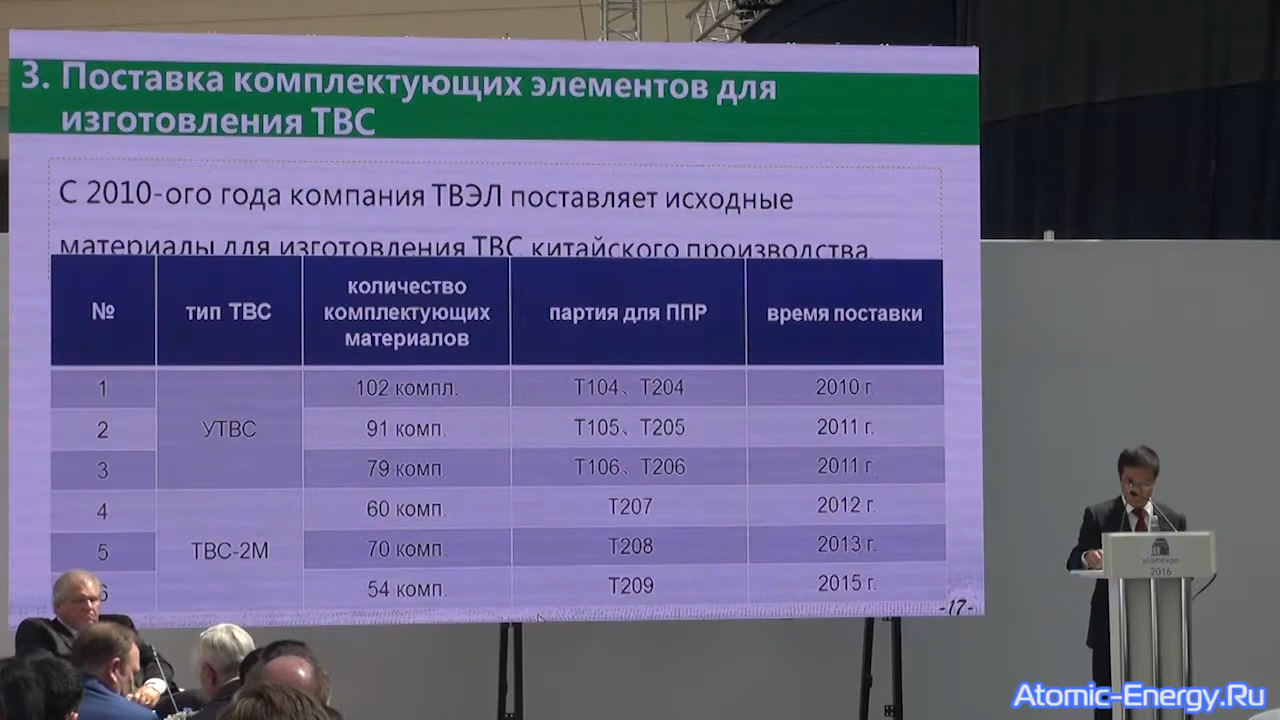 3. Поставка комплектующих элементов для
изготовления ТВС
С 2010-ого года компания ТВЭЛ поставляет исходные
материалы для изготовления ТВС китайского производства.
№ тип ТВС количество комплектующих материалов партия для ППР время поставки
1 УТВС 102 компл. Т104、Т204 2010 г.
2 91 комп. Т105、Т205 2011 г.
3 79 комп. Т106、Т206 2011 г.
4 ТВС-2М 60 комп. Т207 2012 г.
5 70 комп. Т208 2013 г.
6 54 комп. Т209 2015 г.
-17-
atomexpo
2016
Atomic-Energy.Ru